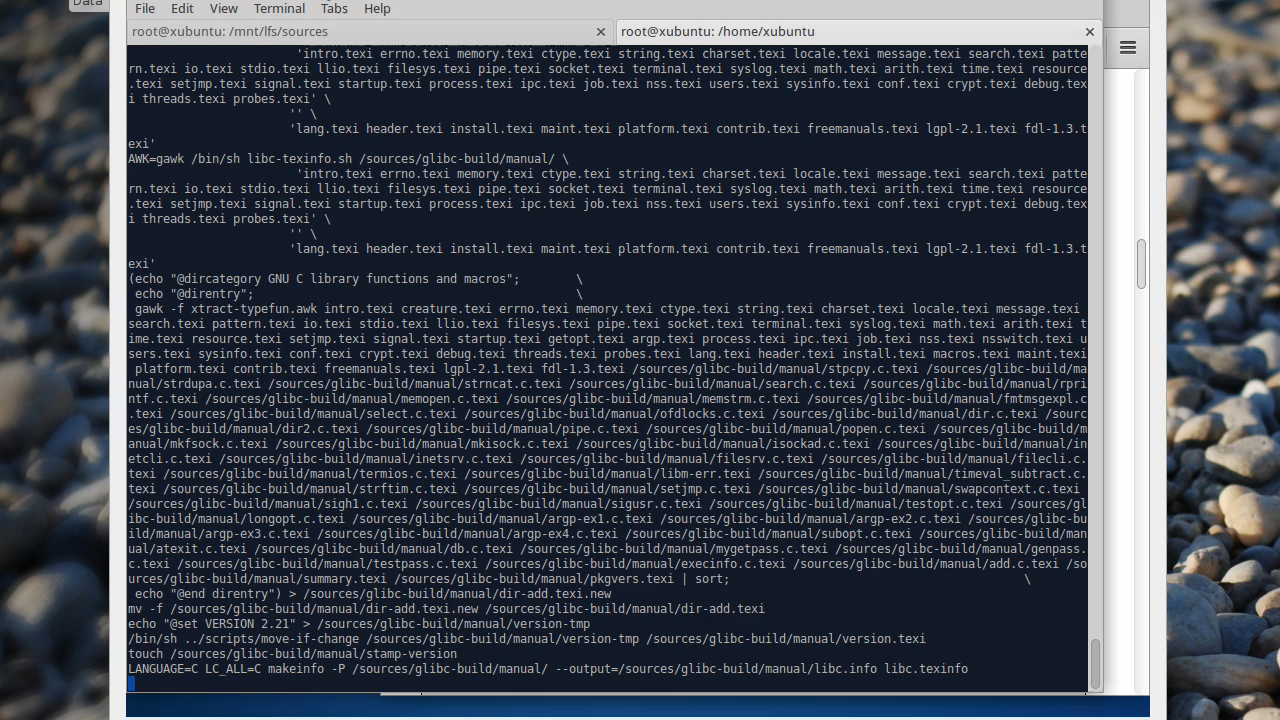 Data
File Edit View Terminal Tabs Help
root@xubuntu: /mnt/lfs/sources × root@xubuntu: /home/xubuntu ×
'intro.texi errno.texi memory.texi ctype.texi string.texi charset.texi locale.texi message.texi search.texi patte
rn.texi io.texi stdio.texi llio.texi filesys.texi pipe.texi socket.texi terminal.texi syslog.texi math.texi arith.texi time.texi resource
.texi setjmp.texi signal.texi startup.texi process.texi ipc.texi job.texi nss.texi users.texi sysinfo.texi conf.texi crypt.texi debug.tex
i threads.texi probes.texi' \
'' \
'lang.texi header.texi install.texi maint.texi platform.texi contrib.texi freemanuals.texi lgpl-2.1.texi fdl-1.3.t
exi'
AWK=gawk /bin/sh libc-texinfo.sh /sources/glibc-build/manual/ \
'intro.texi errno.texi memory.texi ctype.texi string.texi charset.texi locale.texi message.texi search.texi patte
rn.texi io.texi stdio.texi llio.texi filesys.texi pipe.texi socket.texi terminal.texi syslog.texi math.texi arith.texi time.texi resource
.texi setjmp.texi signal.texi startup.texi process.texi ipc.texi job.texi nss.texi users.texi sysinfo.texi conf.texi crypt.texi debug.tex
i threads.texi probes.texi' \
'' \
'lang.texi header.texi install.texi maint.texi platform.texi contrib.texi freemanuals.texi lgpl-2.1.texi fdl-1.3.t
exi'
(echo "@dircategory GNU C library functions and macros"; \
echo "@direntry"; \
gawk -f xtract-typefun.awk intro.texi creature.texi errno.texi memory.texi ctype.texi string.texi charset.texi locale.texi message.texi
search.texi pattern.texi io.texi stdio.texi llio.texi filesys.texi pipe.texi socket.texi terminal.texi syslog.texi math.texi arith.texi t
ime.texi resource.texi setjmp.texi signal.texi startup.texi getopt.texi argp.texi process.texi ipc.texi job.texi nss.texi nsswitch.texi u
sers.texi sysinfo.texi conf.texi crypt.texi debug.texi threads.texi probes.texi lang.texi header.texi install.texi macros.texi maint.texi
platform.texi contrib.texi freemanuals.texi lgpl-2.1.texi fdl-1.3.texi /sources/glibc-build/manual/stpcpy.c.texi /sources/glibc-build/ma
nual/strdupa.c.texi /sources/glibc-build/manual/strncat.c.texi /sources/glibc-build/manual/search.c.texi /sources/glibc-build/manual/rpri
ntf.c.texi /sources/glibc-build/manual/memopen.c.texi /sources/glibc-build/manual/memstrm.c.texi /sources/glibc-build/manual/fmtmsgexpl.c
.texi /sources/glibc-build/manual/select.c.texi /sources/glibc-build/manual/ofdlocks.c.texi /sources/glibc-build/manual/dir.c.texi /sourc
es/glibc-build/manual/dir2.c.texi /sources/glibc-build/manual/pipe.c.texi /sources/glibc-build/manual/popen.c.texi /sources/glibc-build/m
anual/mkfsock.c.texi /sources/glibc-build/manual/mkisock.c.texi /sources/glibc-build/manual/isockad.c.texi /sources/glibc-build/manual/in
etcli.c.texi /sources/glibc-build/manual/inetsrv.c.texi /sources/glibc-build/manual/filesrv.c.texi /sources/glibc-build/manual/filecli.c.
texi /sources/glibc-build/manual/termios.c.texi /sources/glibc-build/manual/libm-err.texi /sources/glibc-build/manual/timeval_subtract.c.
texi /sources/glibc-build/manual/strftim.c.texi /sources/glibc-build/manual/setjmp.c.texi /sources/glibc-build/manual/swapcontext.c.texi
/sources/glibc-build/manual/sigh1.c.texi /sources/glibc-build/manual/sigusr.c.texi /sources/glibc-build/manual/testopt.c.texi /sources/gl
ibc-build/manual/longopt.c.texi /sources/glibc-build/manual/argp-ex1.c.texi /sources/glibc-build/manual/argp-ex2.c.texi /sources/glibc-bu
ild/manual/argp-ex3.c.texi /sources/glibc-build/manual/argp-ex4.c.texi /sources/glibc-build/manual/subopt.c.texi /sources/glibc-build/man
ual/atexit.c.texi /sources/glibc-build/manual/db.c.texi /sources/glibc-build/manual/mygetpass.c.texi /sources/glibc-build/manual/genpass.
c.texi /sources/glibc-build/manual/testpass.c.texi /sources/glibc-build/manual/execinfo.c.texi /sources/glibc-build/manual/add.c.texi /so
urces/glibc-build/manual/summary.texi /sources/glibc-build/manual/pkgvers.texi | sort; \
echo "@end direntry") > /sources/glibc-build/manual/dir-add.texi.new
mv -f /sources/glibc-build/manual/dir-add.texi.new /sources/glibc-build/manual/dir-add.texi
echo "@set VERSION 2.21" > /sources/glibc-build/manual/version-tmp
/bin/sh ../scripts/move-if-change /sources/glibc-build/manual/version-tmp /sources/glibc-build/manual/version.texi
touch /sources/glibc-build/manual/stamp-version
LANGUAGE=C LC_ALL=C makeinfo -P /sources/glibc-build/manual/ --output=/sources/glibc-build/manual/libc.info libc.texinfo